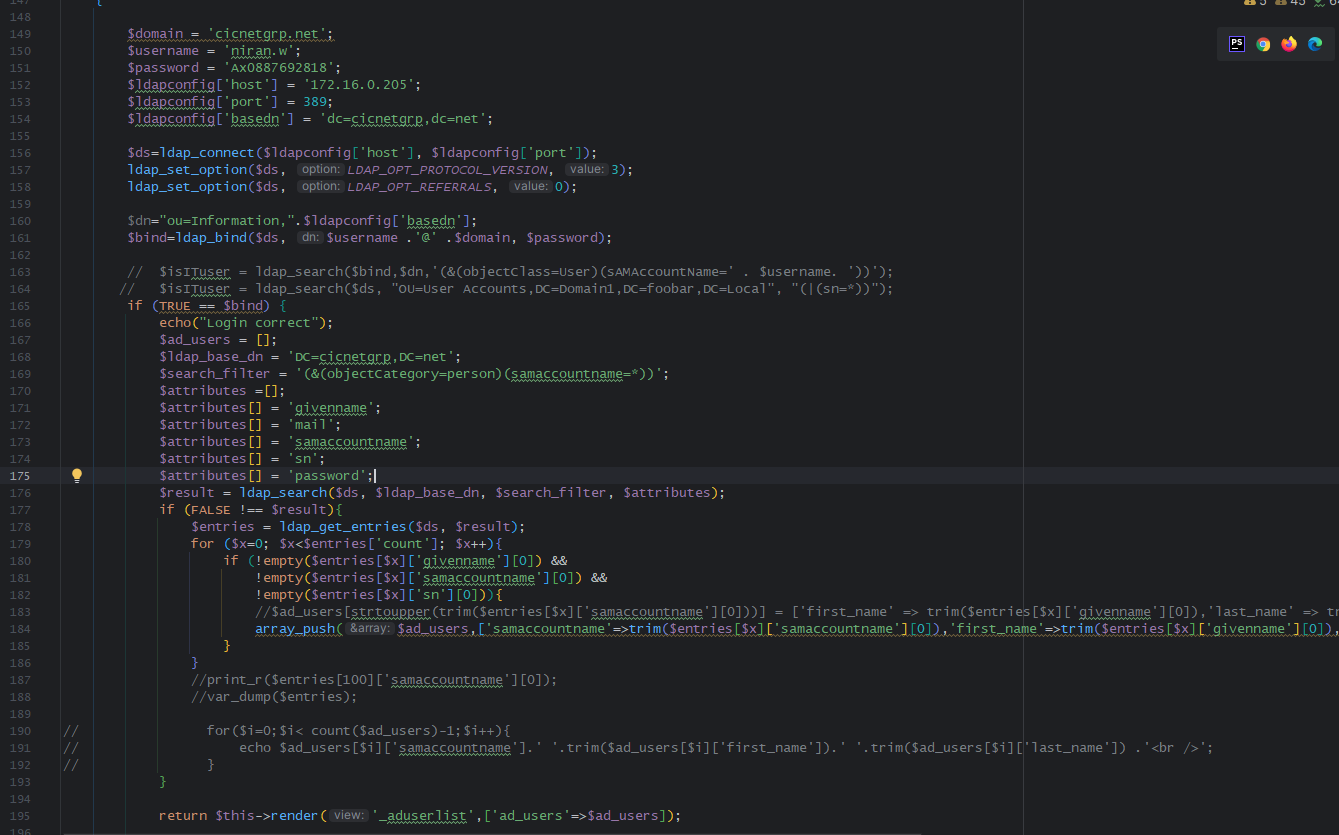 147 {
148
149 $domain = 'cicnetgrp.net';
150 $username = 'niran.w';
151 $password = 'Ax0887692818';
152 $ldapconfig['host'] = '172.16.0.205';
153 $ldapconfig['port'] = 389;
154 $ldapconfig['basedn'] = 'dc=cicnetgrp,dc=net';
155
156 $ds=ldap_connect($ldapconfig['host'], $ldapconfig['port']);
157 ldap_set_option($ds, option: LDAP_OPT_PROTOCOL_VERSION, value: 3);
158 ldap_set_option($ds, option: LDAP_OPT_REFERRALS, value: 0);
159
160 $dn="ou=Information,".$ldapconfig['basedn'];
161 $bind=ldap_bind($ds, dn: $username .'@' .$domain, $password);
162
163 // $isITuser = ldap_search($bind,$dn,'(&(objectClass=User)(sAMAccountName=' . $username. '))');
164 // $isITuser = ldap_search($ds, "OU=User Accounts,DC=Domain1,DC=foobar,DC=Local", "(|(sn=*))");
165 if (TRUE == $bind) {
166 echo("Login correct");
167 $ad_users = [];
168 $ldap_base_dn = 'DC=cicnetgrp,DC=net';
169 $search_filter = '(&(objectCategory=person)(samaccountname=*))';
170 $attributes =[];
171 $attributes[] = 'givenname';
172 $attributes[] = 'mail';
173 $attributes[] = 'samaccountname';
174 $attributes[] = 'sn';
175 $attributes[] = 'password';
176 $result = ldap_search($ds, $ldap_base_dn, $search_filter, $attributes);
177 if (FALSE !== $result){
178 $entries = ldap_get_entries($ds, $result);
179 for ($x=0; $x<$entries['count']; $x++){
180 if (!empty($entries[$x]['givenname'][0]) &&
181 !empty($entries[$x]['samaccountname'][0]) &&
182 !empty($entries[$x]['sn'][0])){
183 //$ad_users[strtoupper(trim($entries[$x]['samaccountname'][0]))] = ['first_name' => trim($entries[$x]['givenname'][0]),'last_name' => tr
184 array_push( &array: $ad_users,['samaccountname'=>trim($entries[$x]['samaccountname'][0]),'first_name'=>trim($entries[$x]['givenname'][0]),
185 }
186 }
187 //print_r($entries[100]['samaccountname'][0]);
188 //var_dump($entries);
189
190 // for($i=0;$i< count($ad_users)-1;$i++){
191 // echo $ad_users[$i]['samaccountname'].' '.trim($ad_users[$i]['first_name']).' '.trim($ad_users[$i]['last_name']) .'<br />';
192 // }
193 }
194
195 return $this->render( view: '_aduserlist',['ad_users'=>$ad_users]);
196
PS